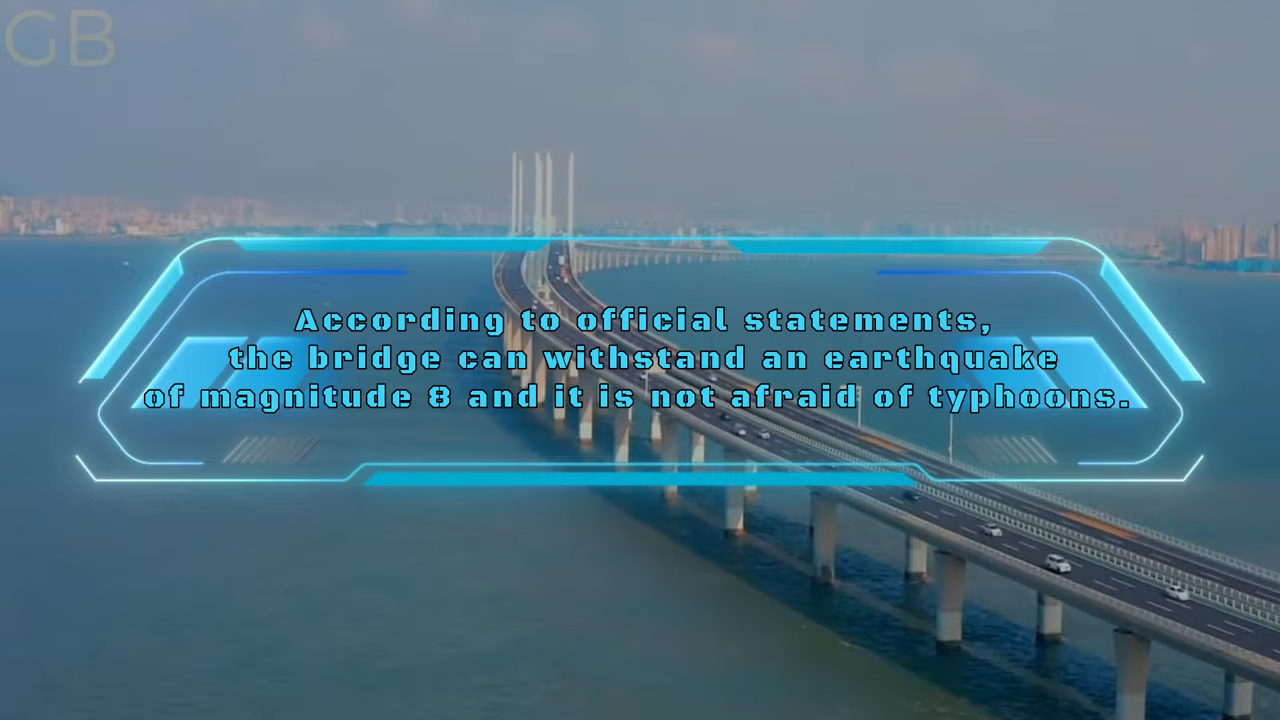 GB
According to official statements,
the bridge can withstand an earthquake
of magnitude 8 and it is not afraid of typhoons.